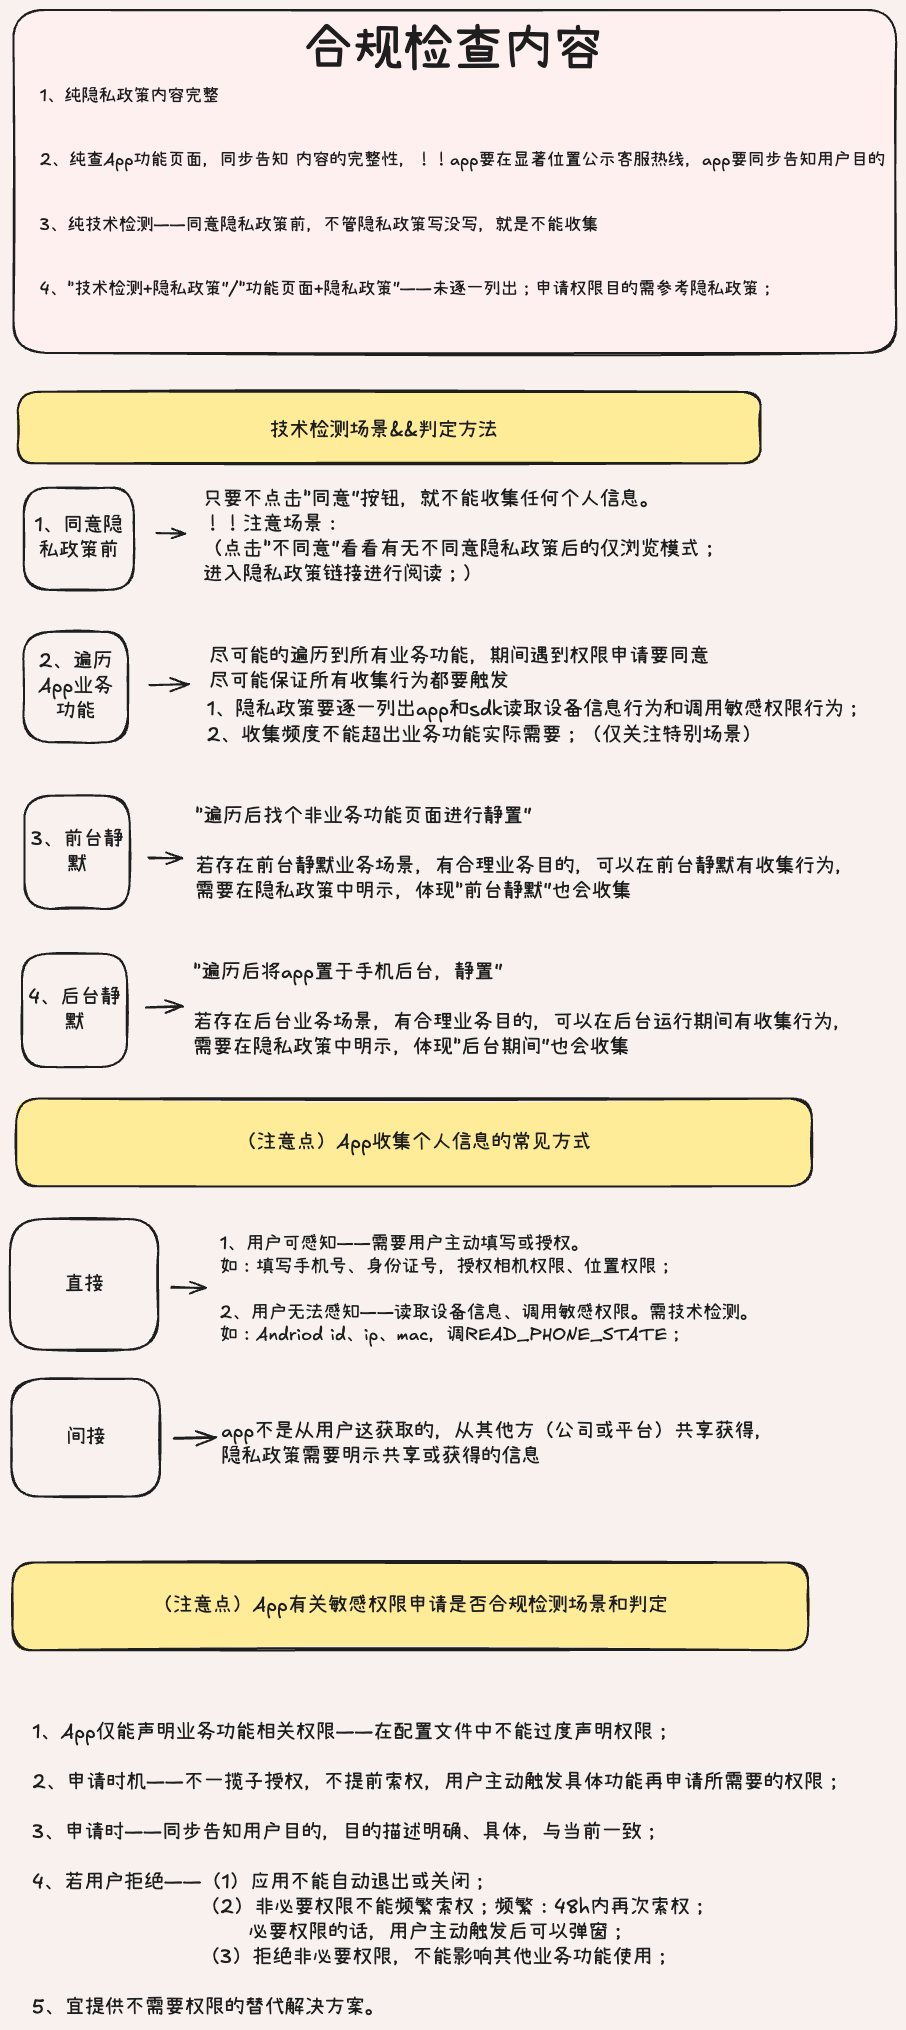 合规检查内容
1、纯隐私政策内容完整
2、纯查App功能页面，同步告知 内容的完整性，！！app要在显著位置公示客服热线，app要同步告知用户目的
3、纯技术检测——同意隐私政策前，不管隐私政策写没写，就是不能收集
4、"技术检测+隐私政策"/"功能页面+隐私政策"——未逐一列出；申请权限目的需参考隐私政策；
技术检测场景&&判定方法
1、同意隐
私政策前
只要不点击"同意"按钮，就不能收集任何个人信息。
！！注意场景：
（点击"不同意"看看有无不同意隐私政策后的仅浏览模式；
进入隐私政策链接进行阅读；）
2、遍历
App业务
功能
尽可能的遍历到所有业务功能，期间遇到权限申请要同意
尽可能保证所有收集行为都要触发
1、隐私政策要逐一列出app和sdk读取设备信息行为和调用敏感权限行为；
2、收集频度不能超出业务功能实际需要；（仅关注特别场景）
3、前台静
默
"遍历后找个非业务功能页面进行静置"
若存在前台静默业务场景，有合理业务目的，可以在前台静默有收集行为，
需要在隐私政策中明示，体现"前台静默"也会收集
4、后台静
默
"遍历后将app置于手机后台，静置"
若存在后台业务场景，有合理业务目的，可以在后台运行期间有收集行为，
需要在隐私政策中明示，体现"后台期间"也会收集
（注意点）App收集个人信息的常见方式
直接
1、用户可感知——需要用户主动填写或授权。
如：填写手机号、身份证号，授权相机权限、位置权限；
2、用户无法感知——读取设备信息、调用敏感权限。需技术检测。
如：Andriod id、ip、mac，调READ_PHONE_STATE；
间接
app不是从用户这获取的，从其他方（公司或平台）共享获得，
隐私政策需要明示共享或获得的信息
（注意点）App有关敏感权限申请是否合规检测场景和判定
1、App仅能声明业务功能相关权限——在配置文件中不能过度声明权限；
2、申请时机——不一揽子授权，不提前索权，用户主动触发具体功能再申请所需要的权限；
3、申请时——同步告知用户目的，目的描述明确、具体，与当前一致；
4、若用户拒绝——（1）应用不能自动退出或关闭；
（2）非必要权限不能频繁索权；频繁：48h内再次索权；
必要权限的话，用户主动触发后可以弹窗；
（3）拒绝非必要权限，不能影响其他业务功能使用；
5、宜提供不需要权限的替代解决方案。